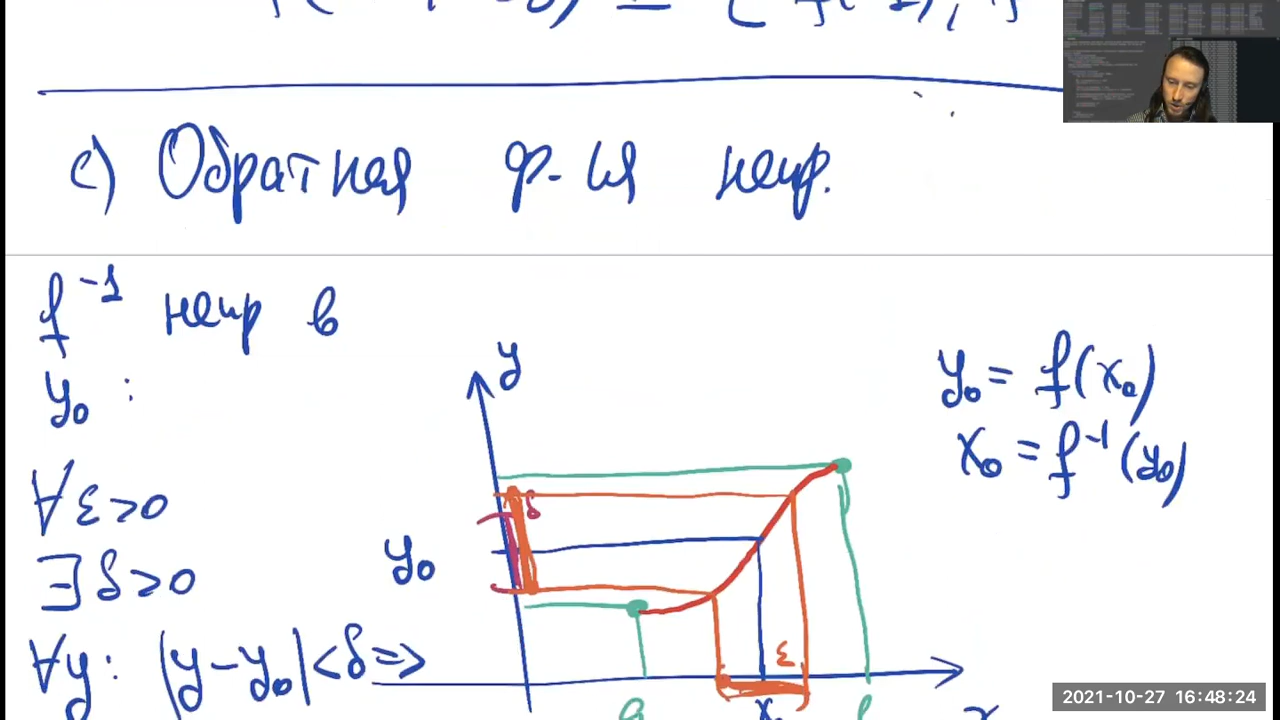 c) Обратная ф-ия непр.
f⁻¹ непр в
y₀ :
y
y₀ = f(x₀)
x₀ = f⁻¹(y₀)
∀ε>0
δ
∃δ>0
y₀
∀y: |y-y₀|<δ=>
ε
x₀
2021-10-27 16:48:24